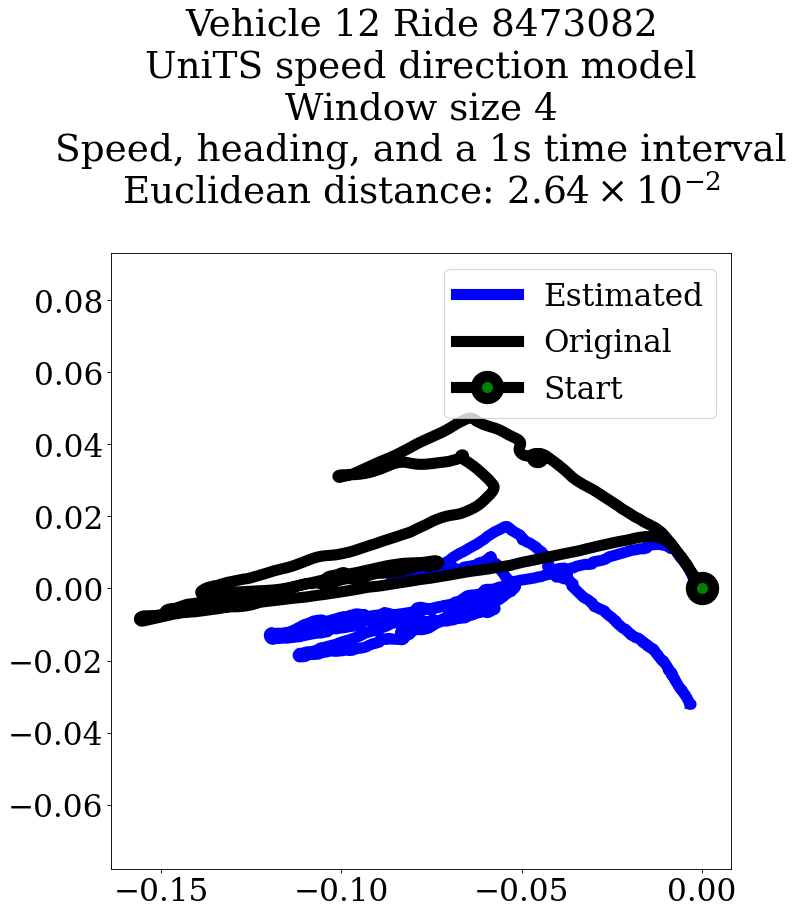 Vehicle 12 Ride 8473082
UniTS speed direction model
Window size 4
Speed, heading, and a 1s time interval
Euclidean distance: 2.64 × 10⁻²
Estimated
Original
Start
0.08
0.06
0.04
0.02
0.00
−0.02
−0.04
−0.06
−0.15
−0.10
−0.05
0.00